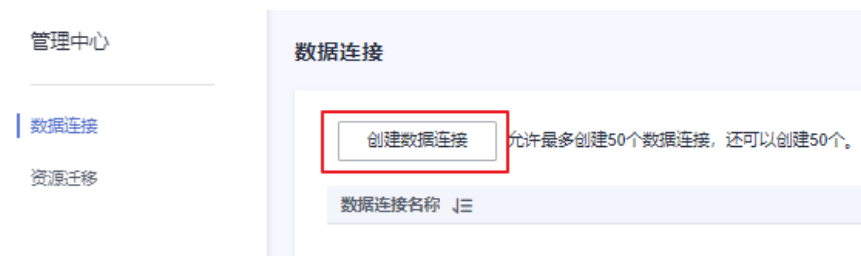 管理中心
数据连接
数据连接
资源迁移
创建数据连接 允许最多创建50个数据连接，还可以创建50个。
数据连接名称